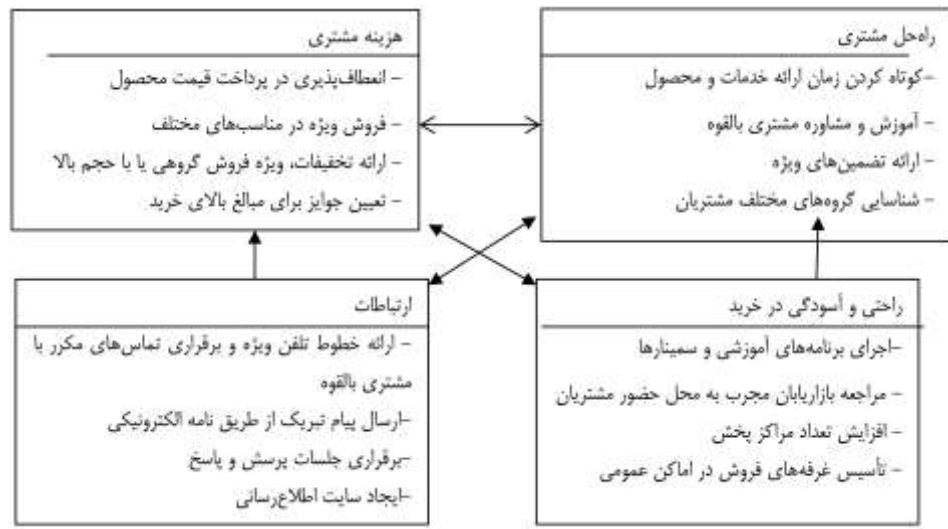 راه‌حل مشتری
-کوتاه کردن زمان ارائه خدمات و محصول
- آموزش و مشاوره مشتری بالقوه
- ارائه تضمین‌های ویژه
- شناسایی گروه‌های مختلف مشتریان
هزینه مشتری
- انعطاف‌پذیری در پرداخت قیمت محصول
- فروش ویژه در مناسب‌های مختلف
- ارائه تخفیفات، ویژه فروش گروهی یا با حجم بالا
- تعیین جوایز برای مبالغ بالای خرید
راحتی و آسودگی در خرید
-اجرای برنامه‌های آموزشی و سمینارها
- مراجعه بازاریابان مجرب به محل حضور مشتریان
- افزایش تعداد مراکز پخش
- تأسیس غرفه‌های فروش در اماکن عمومی
ارتباطات
- ارائه خطوط تلفن ویژه و برقراری تماس‌های مکرر با
مشتری بالقوه
-ارسال پیام تبریک از طریق نامه الکترونیکی
-برقراری جلسات پرسش و پاسخ
-ایجاد سایت اطلاع‌رسانی